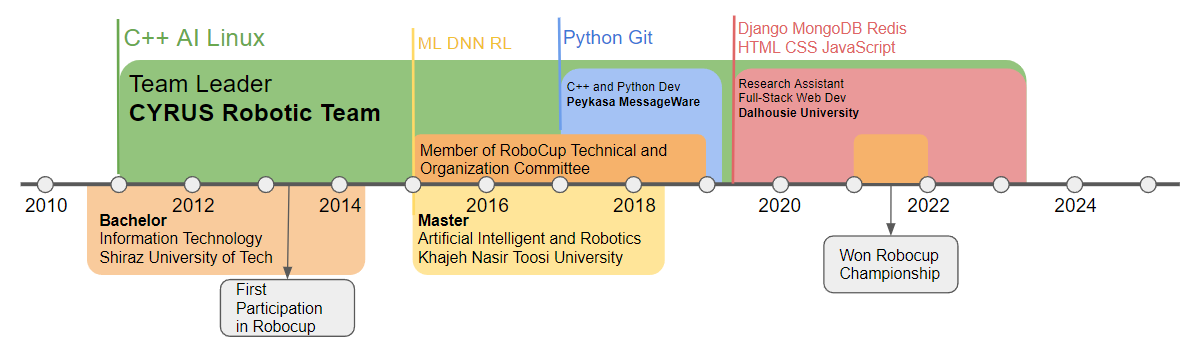 C++ AI Linux
ML DNN RL
Python Git
Django MongoDB Redis
HTML CSS JavaScript
Team Leader
CYRUS Robotic Team
C++ and Python Dev
Peykasa MessageWare
Research Assistant
Full-Stack Web Dev
Dalhousie University
Member of RoboCup Technical and
Organization Committee
2010
2012
2014
2016
2018
2020
2022
2024
Bachelor
Information Technology
Shiraz University of Tech
Master
Artificial Intelligent and Robotics
Khajeh Nasir Toosi University
First
Participation
in Robocup
Won Robocup
Championship